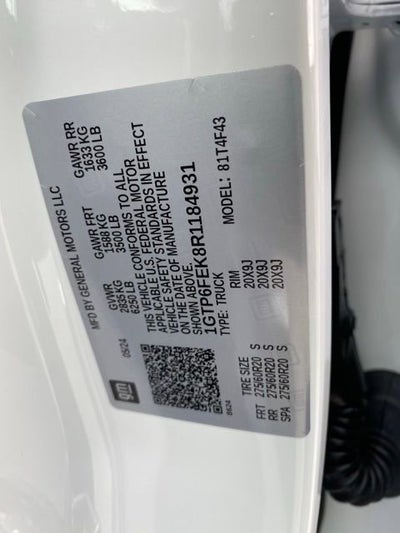 gm
MFD BY GENERAL MOTORS LLC
05/24 GVWR GAWR FRT GAWR RR
2835 KG 1588 KG 1633 KG
6250 LB 3500 LB 3600 LB
THIS VEHICLE CONFORMS TO ALL
APPLICABLE U.S. FEDERAL MOTOR
VEHICLE SAFETY STANDARDS IN EFFECT
ON THE DATE OF MANUFACTURE
SHOWN ABOVE.
1GTP6FEK8R1184931
TYPE: TRUCK MODEL: 81T4F43
8624
TIRE SIZE RIM
FRT 275/60R20 S 20X9J
RR 275/60R20 S 20X9J
SPA 275/60R20 S 20X9J